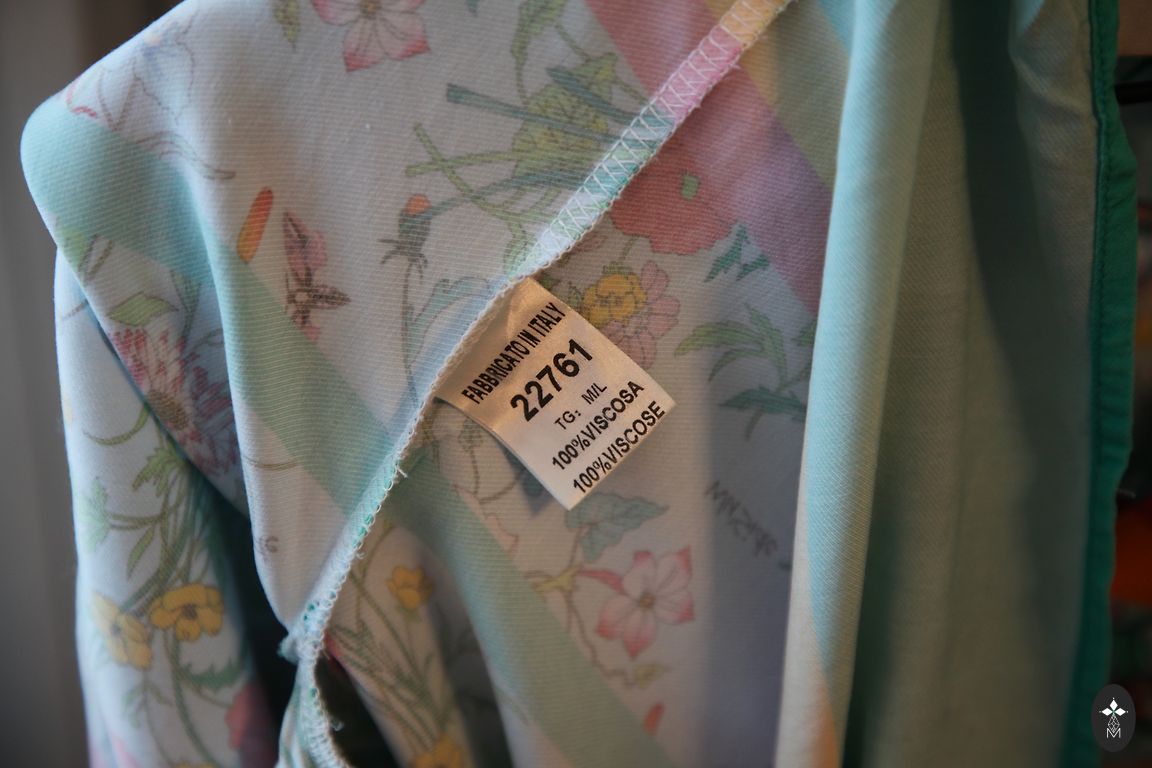 FABBRICATO IN ITALY
22761
TG: M/L
100%VISCOSA
100%VISCOSE
M